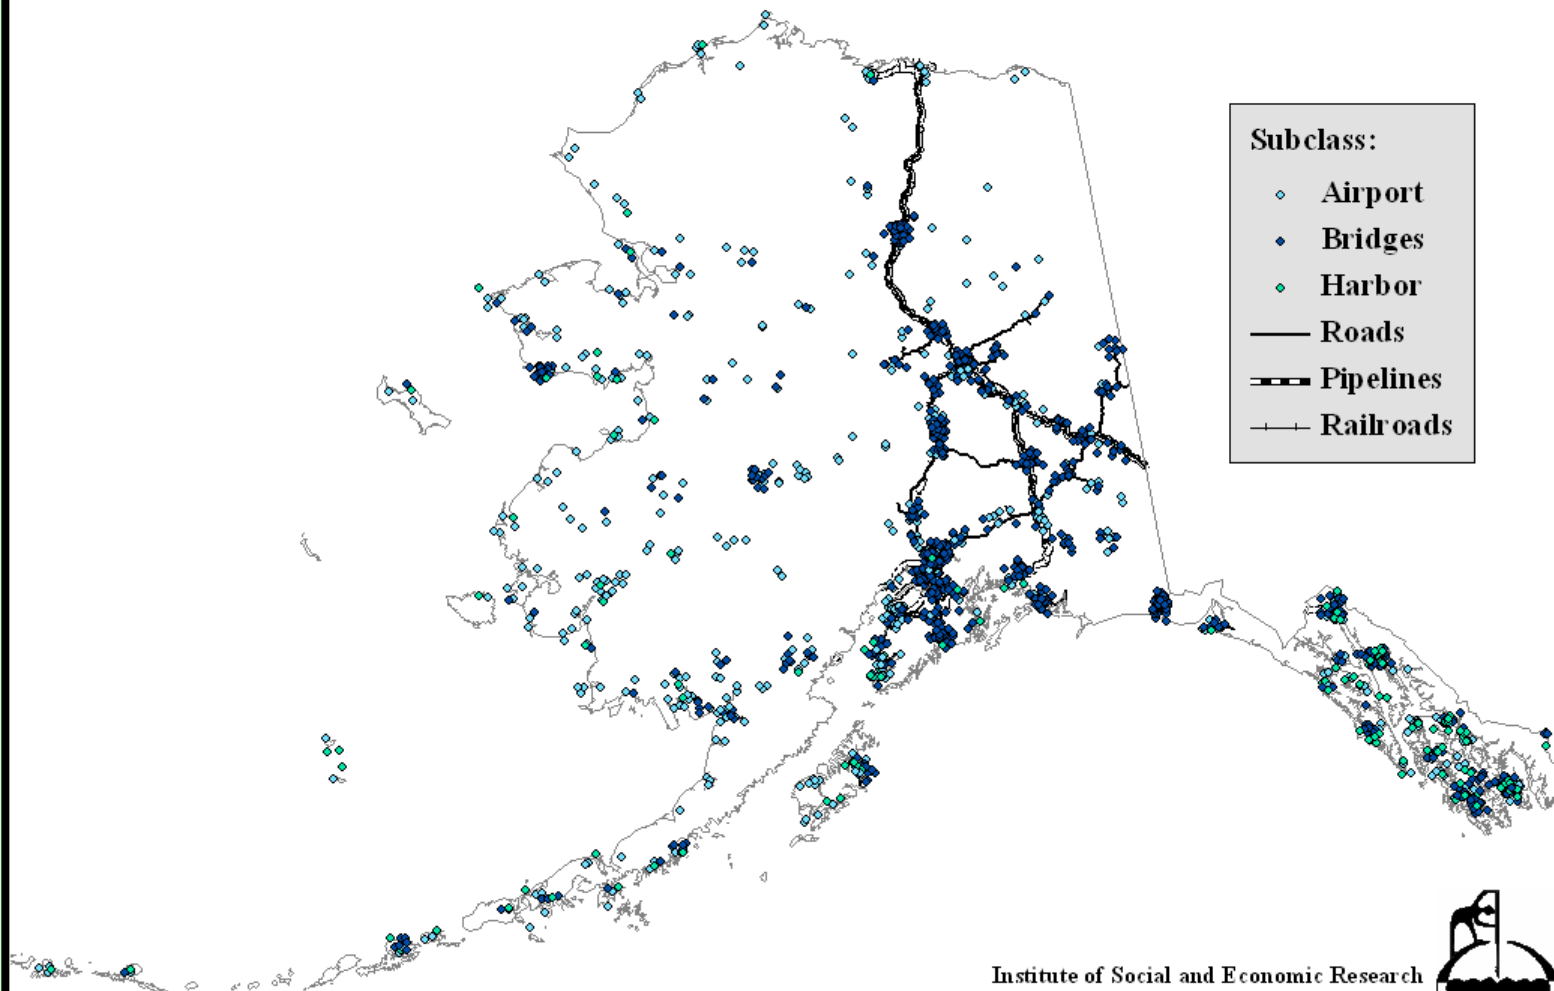 Subclass:
Airport
Bridges
Harbor
Roads
Pipelines
Railroads
Institute of Social and Economic Research